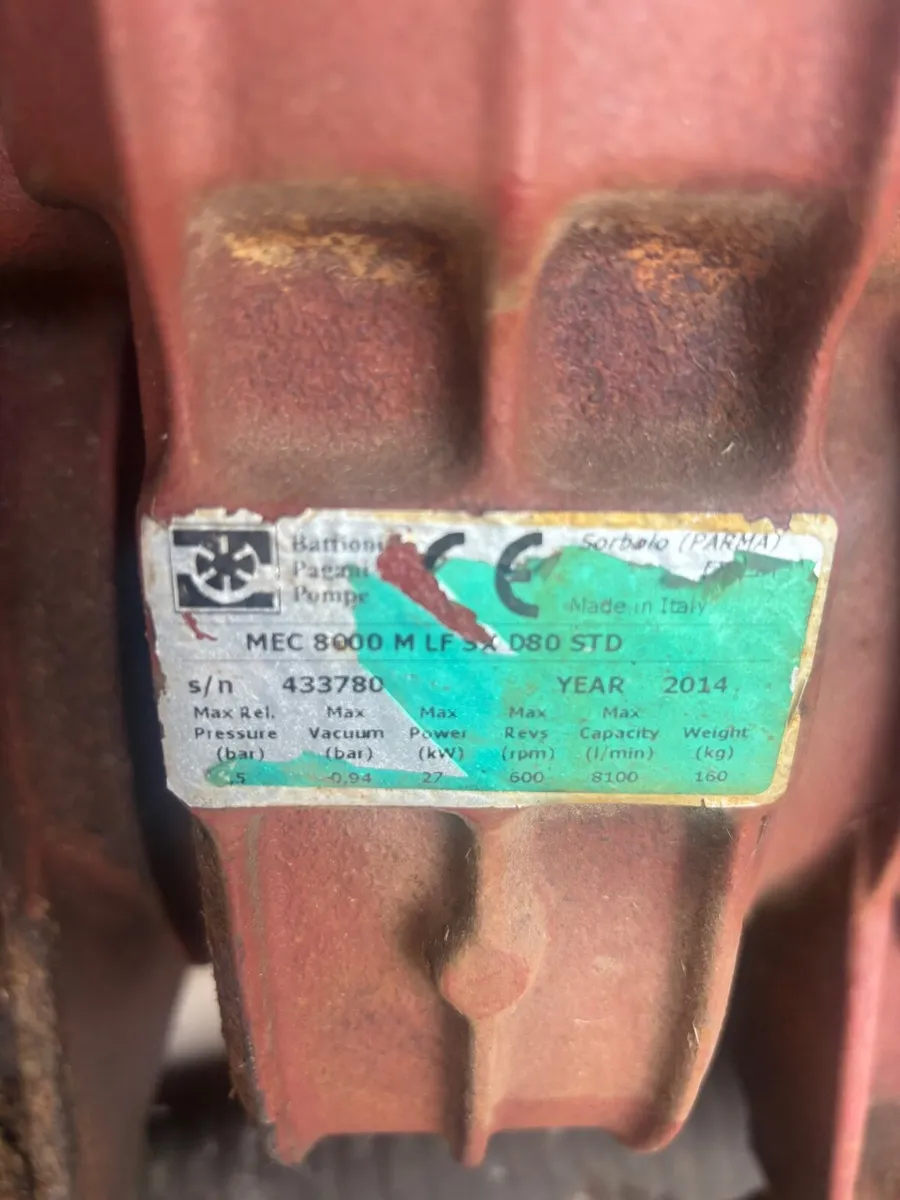 Battioni
Pagani
Pompe
CE
Sorbolo (PARMA)
Made in Italy
MEC 8000 M LF SX D80 STD
s/n 433780 YEAR 2014
Max Rel. Max Max Max Max
Pressure Vacuum Power Revs Capacity Weight
(bar) (bar) (kW) (rpm) (l/min) (kg)
,5 -0,94 27 600 8100 160